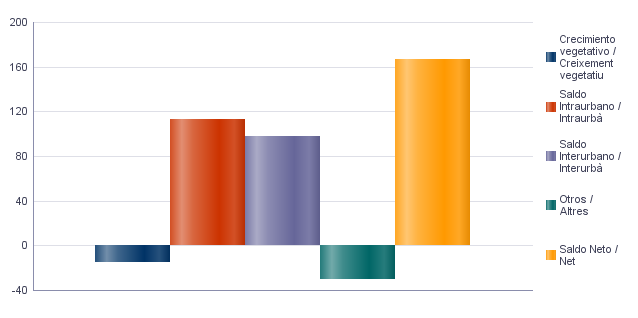 200
160
120
80
40
0
-40
Crecimiento
vegetativo /
Creixement
vegetatiu
Saldo
Intraurbano /
Intraurbà
Saldo
Interurbano /
Interurbà
Otros /
Altres
Saldo Neto /
Net